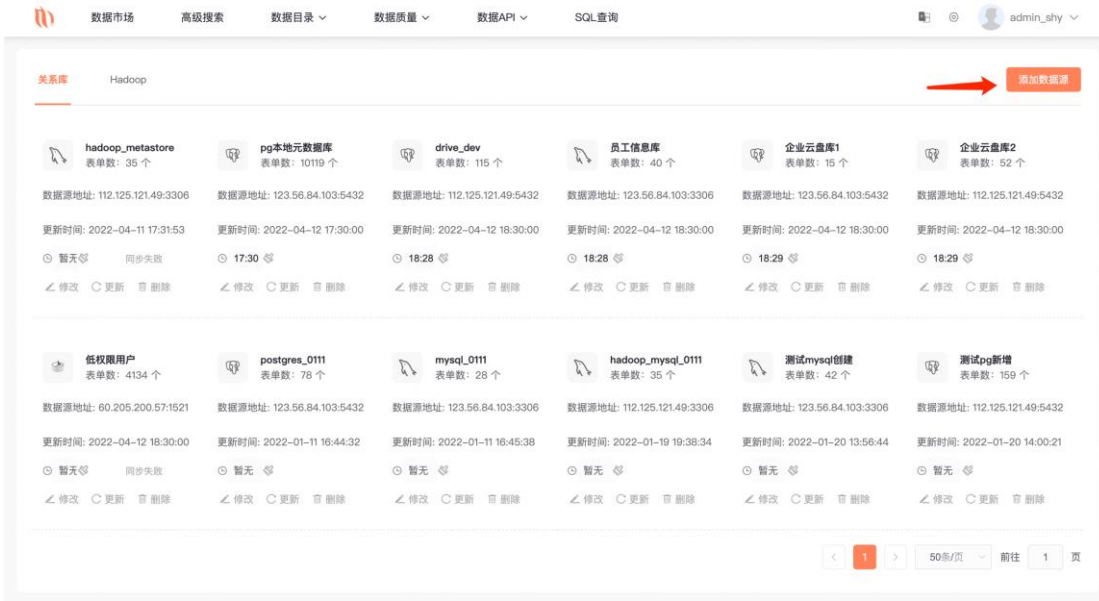 数据市场 高级搜索 数据目录 数据质量 数据API SQL查询 admin_shy
关系库 Hadoop 添加数据源
hadoop_metastore pg本地元数据库 drive_dev 员工信息库 企业云盘库1 企业云盘库2
表单数: 35 个 表单数: 10119 个 表单数: 115 个 表单数: 40 个 表单数: 15 个 表单数: 52 个
数据源地址: 112.125.121.49:3306 数据源地址: 123.56.84.103:5432 数据源地址: 112.125.121.49:5432 数据源地址: 123.56.84.103:3306 数据源地址: 123.56.84.103:5432 数据源地址: 112.125.121.49:5432
更新时间: 2022-04-11 17:31:53 更新时间: 2022-04-12 17:30:00 更新时间: 2022-04-12 18:30:00 更新时间: 2022-04-12 18:30:00 更新时间: 2022-04-12 18:30:00 更新时间: 2022-04-12 18:30:00
暂无 同步失败 17:30 18:28 18:28 18:29 18:29
修改 更新 删除 修改 更新 删除 修改 更新 删除 修改 更新 删除 修改 更新 删除 修改 更新 删除
低权限用户 postgres_0111 mysql_0111 hadoop_mysql_0111 测试mysql创建 测试pg新增
表单数: 4134 个 表单数: 78 个 表单数: 28 个 表单数: 35 个 表单数: 42 个 表单数: 159 个
数据源地址: 60.205.200.57:1521 数据源地址: 123.56.84.103:5432 数据源地址: 123.56.84.103:3306 数据源地址: 112.125.121.49:3306 数据源地址: 123.56.84.103:3306 数据源地址: 112.125.121.49:5432
更新时间: 2022-04-12 18:30:00 更新时间: 2022-01-11 16:44:32 更新时间: 2022-01-11 16:45:38 更新时间: 2022-01-19 19:38:34 更新时间: 2022-01-20 13:56:44 更新时间: 2022-01-20 14:00:21
暂无 同步失败 暂无 暂无 暂无 暂无 暂无
修改 更新 删除 修改 更新 删除 修改 更新 删除 修改 更新 删除 修改 更新 删除 修改 更新 删除
1 50条/页 前往 1 页